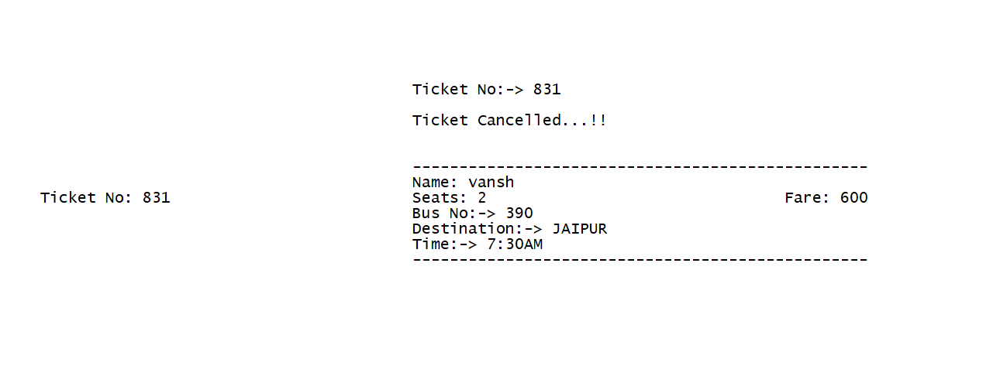 Ticket No:-> 831
Ticket Cancelled...!!
-------------------------------------------------
Name: vansh
Ticket No: 831 Seats: 2 Fare: 600
Bus No:-> 390
Destination:-> JAIPUR
Time:-> 7:30AM
-------------------------------------------------